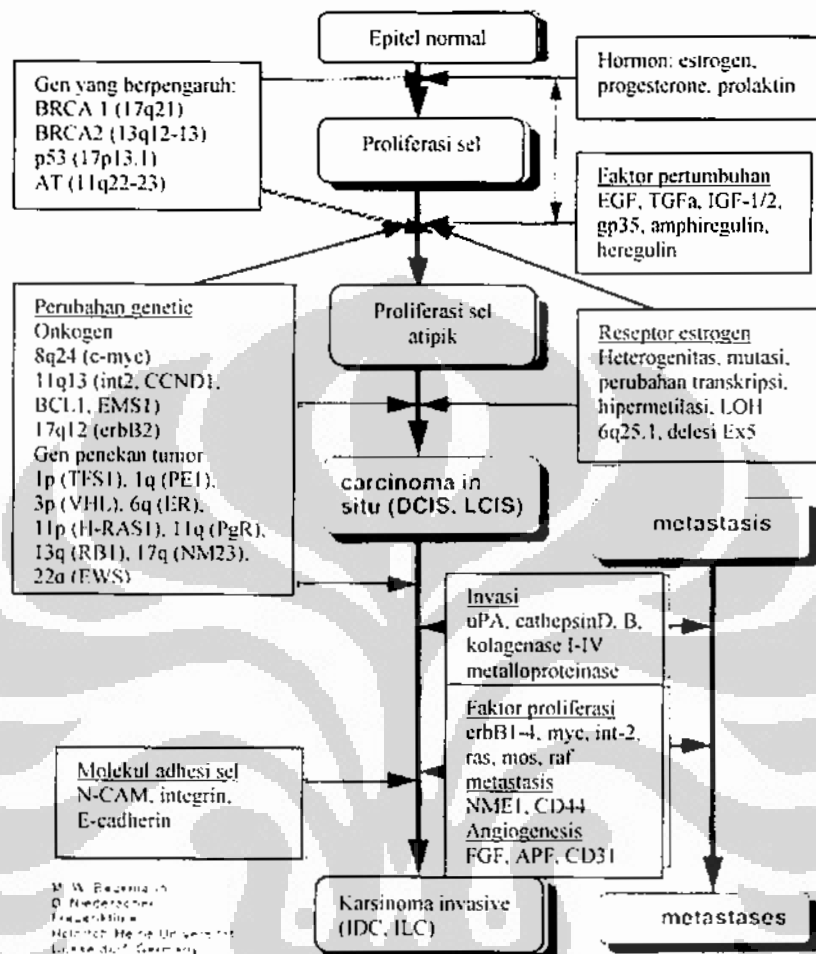 Epitel normal
Gen yang berpengaruh:
BRCA 1 (17q21)
BRCA2 (13q12-13)
p53 (17p13.1)
AT (11q22-23)
Hormon: estrogen,
progesterone, prolaktin
Proliferasi sel
Faktor pertumbuhan
EGF, TGFa, IGF-1/2,
gp35, amphiregulin,
heregulin
Perubahan genetic
Onkogen
8q24 (c-myc)
11q13 (int2, CCND1,
BCL1, EMS1)
17q12 (erbB2)
Gen penekan tumor
1p (TFS1), 1q (PE1),
3p (VHL), 6q (ER),
11p (H-RAS1), 11q (PgR)
13q (RB1), 17q (NM23),
22q (EWS)
Proliferasi sel
atipik
Reseptor estrogen
Heterogenitas, mutasi,
perubahan transkripsi,
hipermetilasi, LOH
6q25.1, delesi Ex5
carcinoma in
situ (DCIS, LCIS)
metastasis
Invasi
uPA, cathepsinD, B,
kolagenase I-IV
metalloproteinase
Faktor proliferasi
erbB1-4, myc, int-2,
ras, mos, raf
metastasis
NME1, CD44
Angiogenesis
FGF, APF, CD31
Molekul adhesi sel
N-CAM, integrin,
E-cadherin
Karsinoma invasive
(IDC, ILC)
metastases
M. W.
D.
Heinrich Heine
Germany